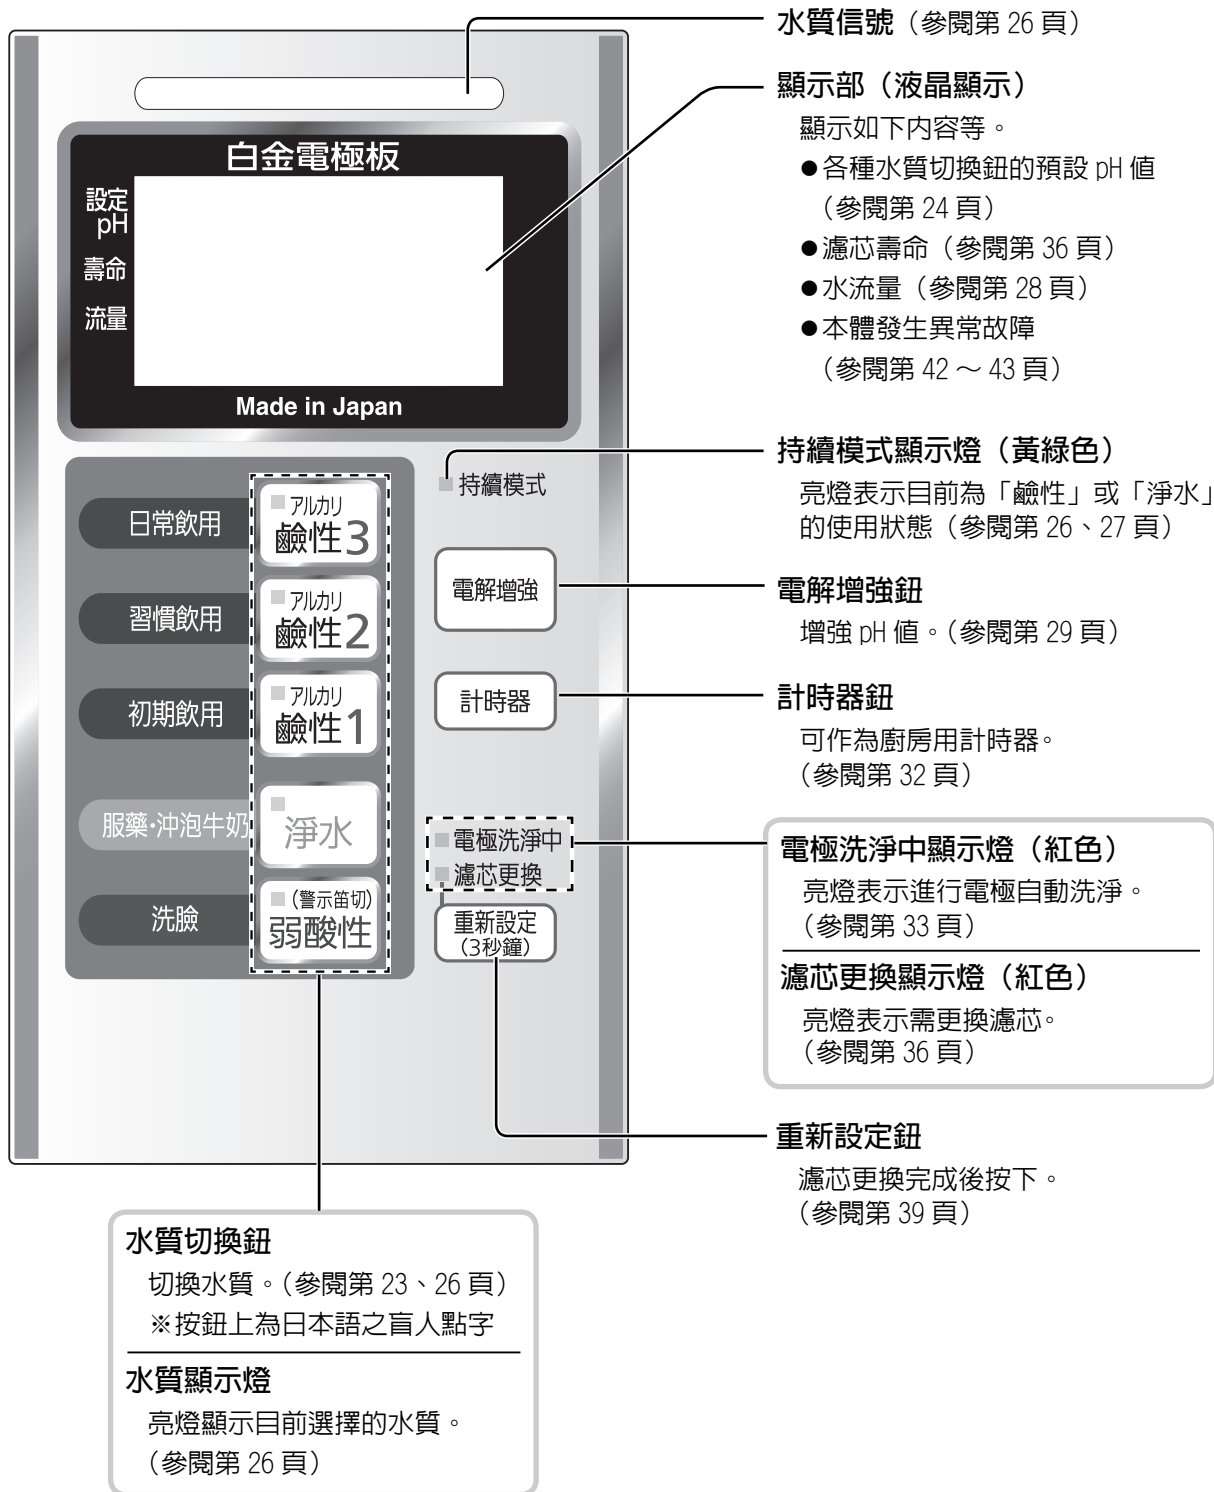 水質信號（參閱第 26 頁）
顯示部（液晶顯示）
顯示如下内容等。
●各種水質切換鈕的預設 pH 值
（參閱第 24 頁）
●濾芯壽命（參閱第 36 頁）
●水流量（參閱第 28 頁）
●本體發生異常故障
（參閱第 42 ～ 43 頁）
白金電極板
設定
pH
壽命
流量
Made in Japan
持續模式顯示燈（黃綠色）
亮燈表示目前為「鹼性」或「淨水」
的使用狀態（參閱第 26、27 頁）
電解增強鈕
增強 pH 值。（參閱第 29 頁）
計時器鈕
可作為廚房用計時器。
（參閱第 32 頁）
電極洗淨中顯示燈（紅色）
亮燈表示進行電極自動洗淨。
（參閱第 33 頁）
濾芯更換顯示燈（紅色）
亮燈表示需更換濾芯。
（參閱第 36 頁）
重新設定鈕
濾芯更換完成後按下。
（參閱第 39 頁）
日常飲用
アルカリ
鹼性3
習慣飲用
アルカリ
鹼性2
初期飲用
アルカリ
鹼性1
服藥・沖泡牛奶
淨水
洗臉
（警示笛切）
弱酸性
持續模式
電解增強
計時器
電極洗淨中
濾芯更換
重新設定
（3秒鐘）
水質切換鈕
切換水質。（參閱第 23、26 頁）
※按鈕上為日本語之盲人點字
水質顯示燈
亮燈顯示目前選擇的水質。
（參閱第 26 頁）